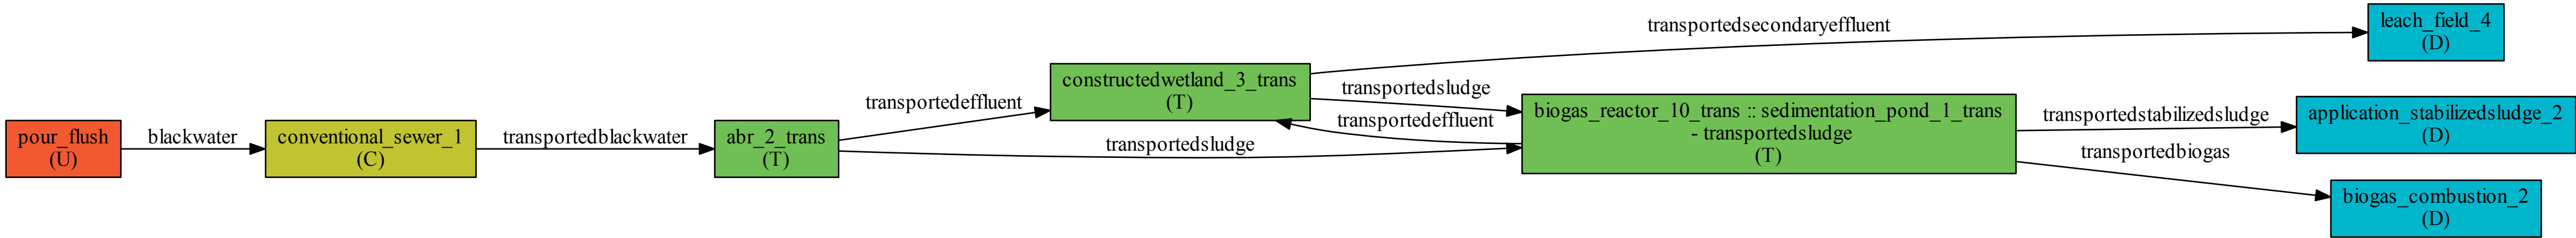 pour_flush
(U)
blackwater
conventional_sewer_1
(C)
transportedblackwater
abr_2_trans
(T)
transportedeffluent
transportedsludge
constructedwetland_3_trans
(T)
transportedsecondaryeffluent
transportedsludge
transportedeffluent
biogas_reactor_10_trans :: sedimentation_pond_1_trans
- transportedsludge
(T)
transportedstabilizedsludge
transportedbiogas
leach_field_4
(D)
application_stabilizedsludge_2
(D)
biogas_combustion_2
(D)